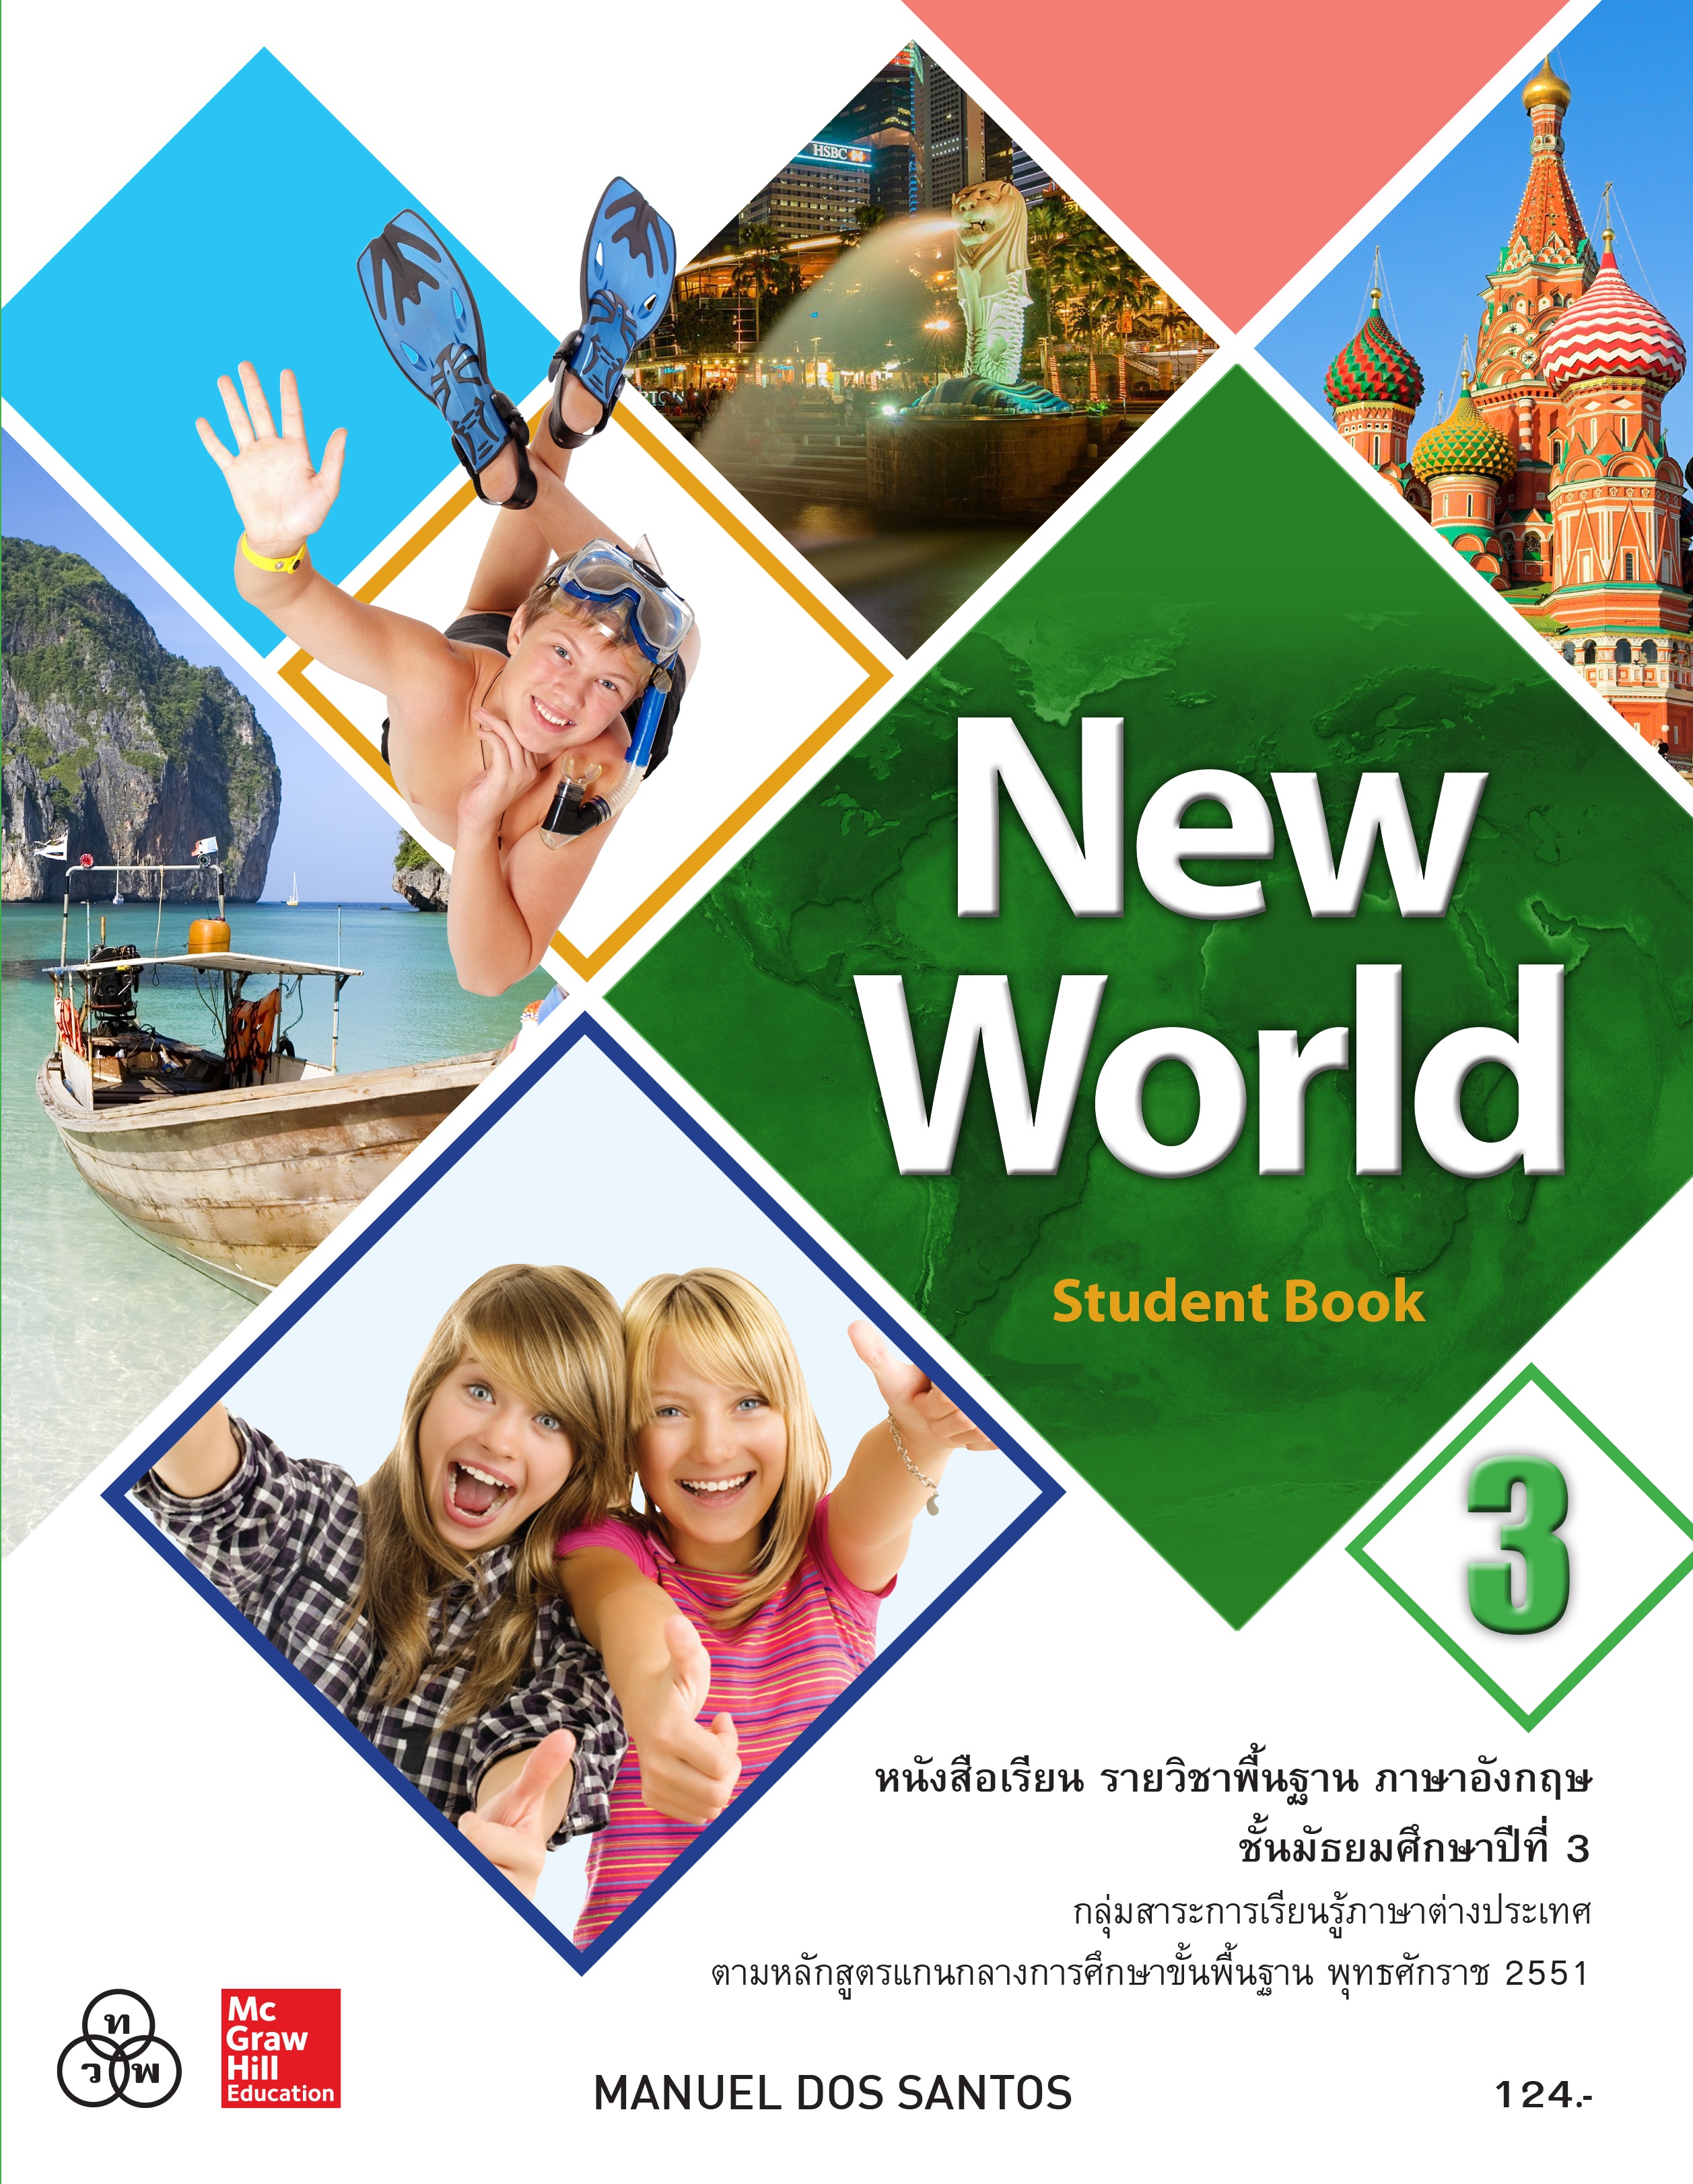 HSBC
New
World
Student Book
3
หนังสือเรียน รายวิชาพื้นฐาน ภาษาอังกฤษ
ชั้นมัธยมศึกษาปีที่ 3
กลุ่มสาระการเรียนรู้ภาษาต่างประเทศ
ตามหลักสูตรแกนกลางการศึกษาขั้นพื้นฐาน พุทธศักราช 2551
ท
ว พ
Mc
Graw
Hill
Education
MANUEL DOS SANTOS
124.-